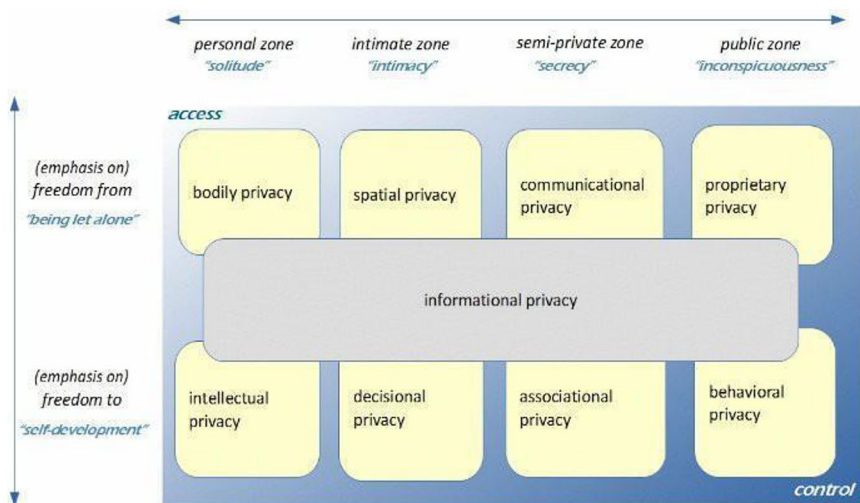 personal zone
"solitude"
intimate zone
"intimacy"
semi-private zone
"secrecy"
public zone
"inconspicuousness"
access
(emphasis on)
freedom from
"being let alone"
bodily privacy
spatial privacy
communicational
privacy
proprietary
privacy
informational privacy
(emphasis on)
freedom to
"self-development"
intellectual
privacy
decisional
privacy
associational
privacy
behavioral
privacy
control